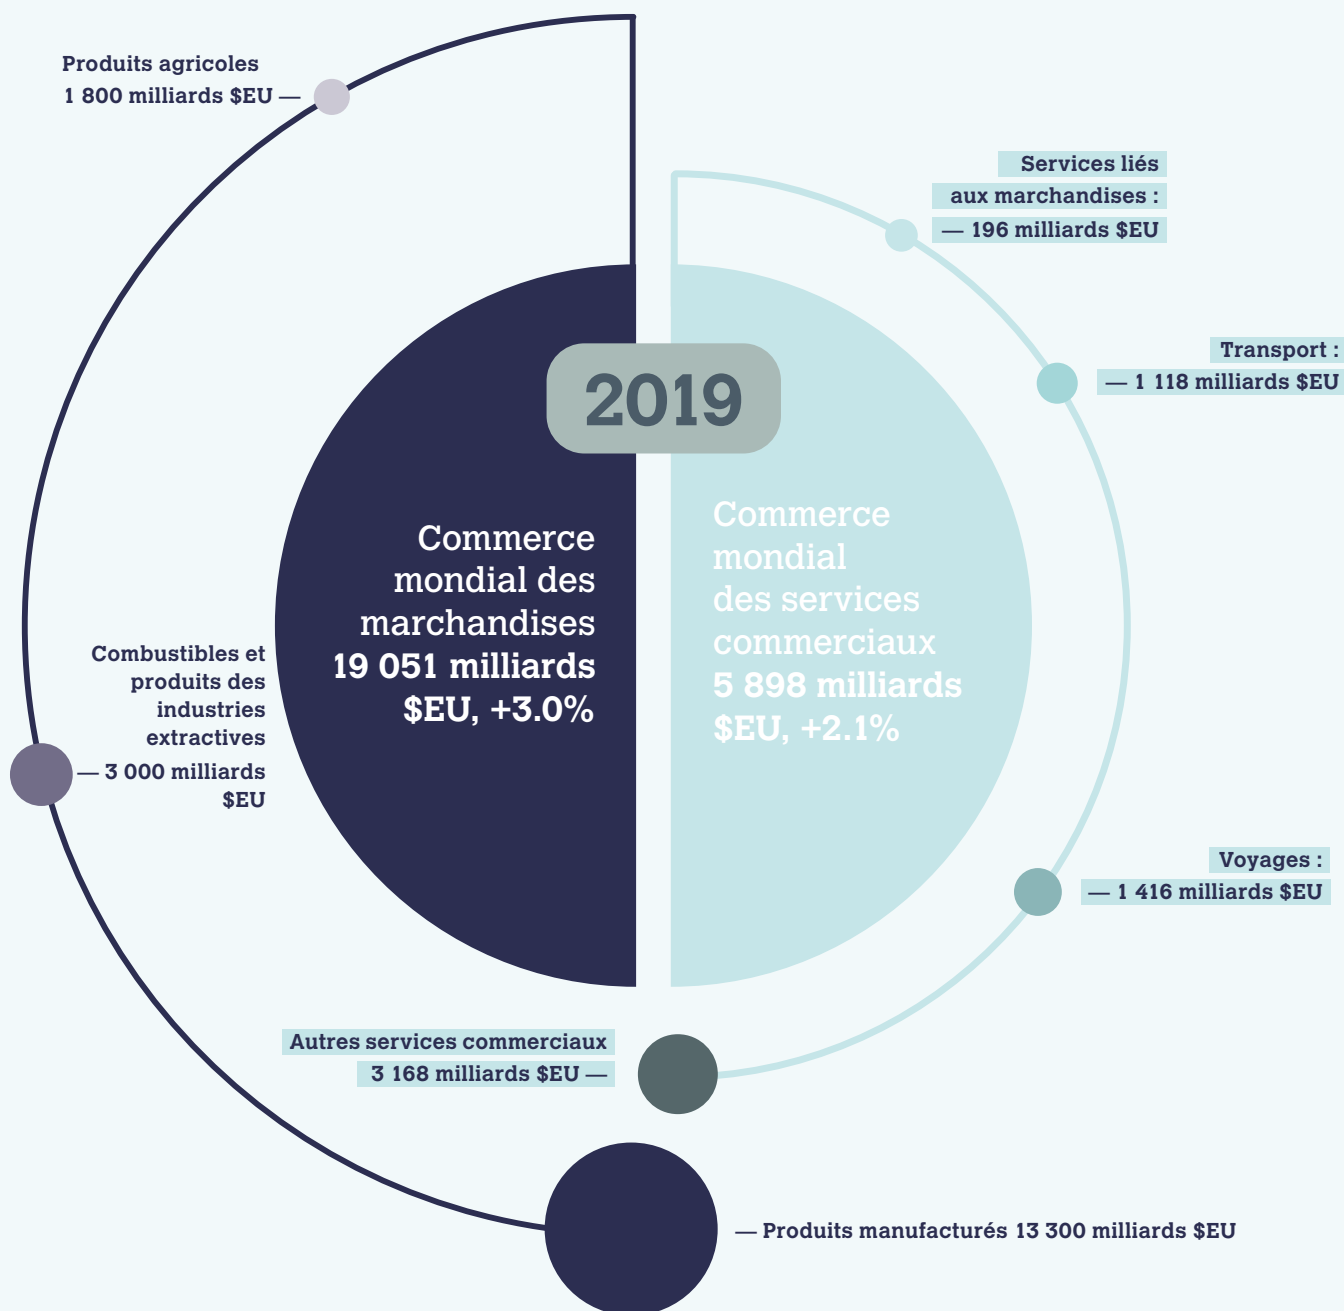 Produits agricoles
1 800 milliards $EU —
Services liés
aux marchandises :
— 196 milliards $EU
Transport :
— 1 118 milliards $EU
2019
Commerce
mondial des
marchandises
19 051 milliards
$EU, +3.0%
Commerce
mondial
des services
commerciaux
5 898 milliards
$EU, +2.1%
Combustibles et
produits des
industries
extractives
— 3 000 milliards
$EU
Voyages :
— 1 416 milliards $EU
Autres services commerciaux
3 168 milliards $EU —
— Produits manufacturés 13 300 milliards $EU